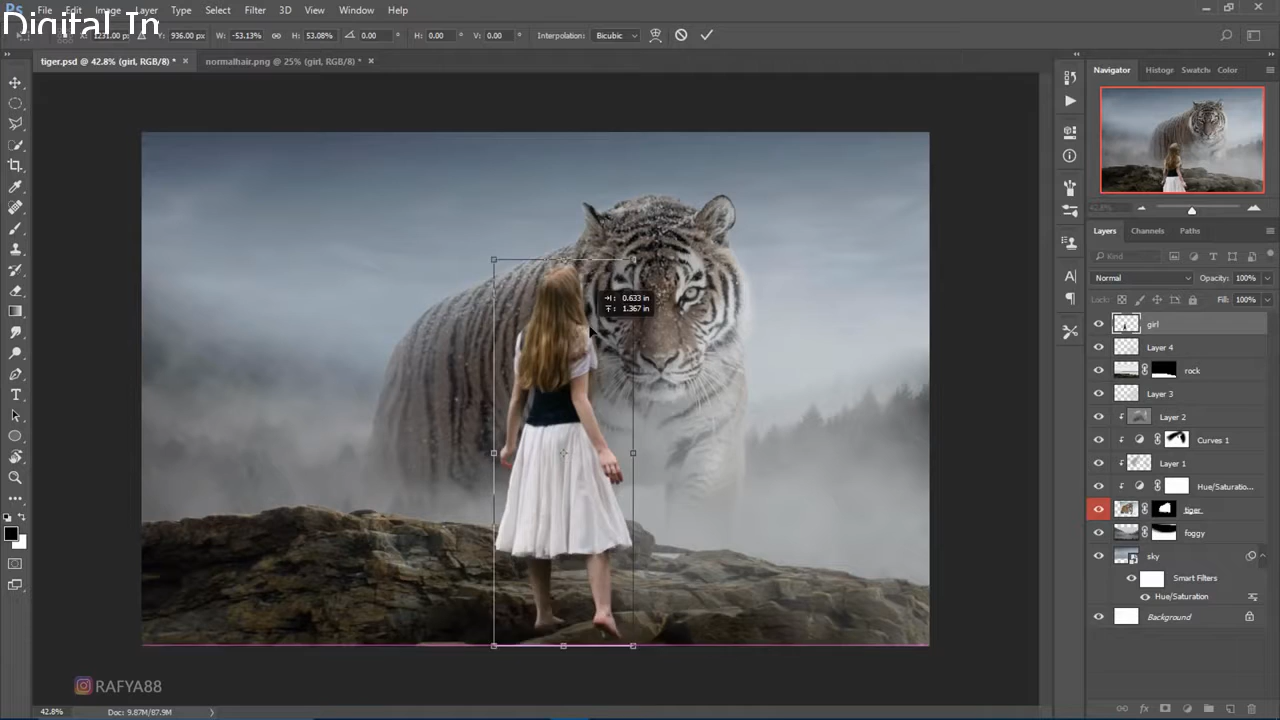 Ps File Edit Image Layer Type Select Filter 3D View Window Help
Digital In
X: 1231.00 px Y: 936.00 px W: -53.13% H: 53.08% 0.00 ° H: 0.00 ° V: 0.00 ° Interpolation: Bicubic
tiger.psd @ 42.8% (girl, RGB/8) * × normalhair.png @ 25% (girl, RGB/8) * ×
Navigator Histogr Swatch Color
0.633 in
1.367 in
42.8%
Layers Channels Paths
Kind
Normal Opacity: 100%
Lock: Fill: 100%
girl
Layer 4
rock
Layer 3
Layer 2
Curves 1
Layer 1
Hue/Saturatio...
tiger
foggy
sky
Smart Filters
Hue/Saturation
Background
RAFYA88
42.8% Doc: 9.87M/87.9M